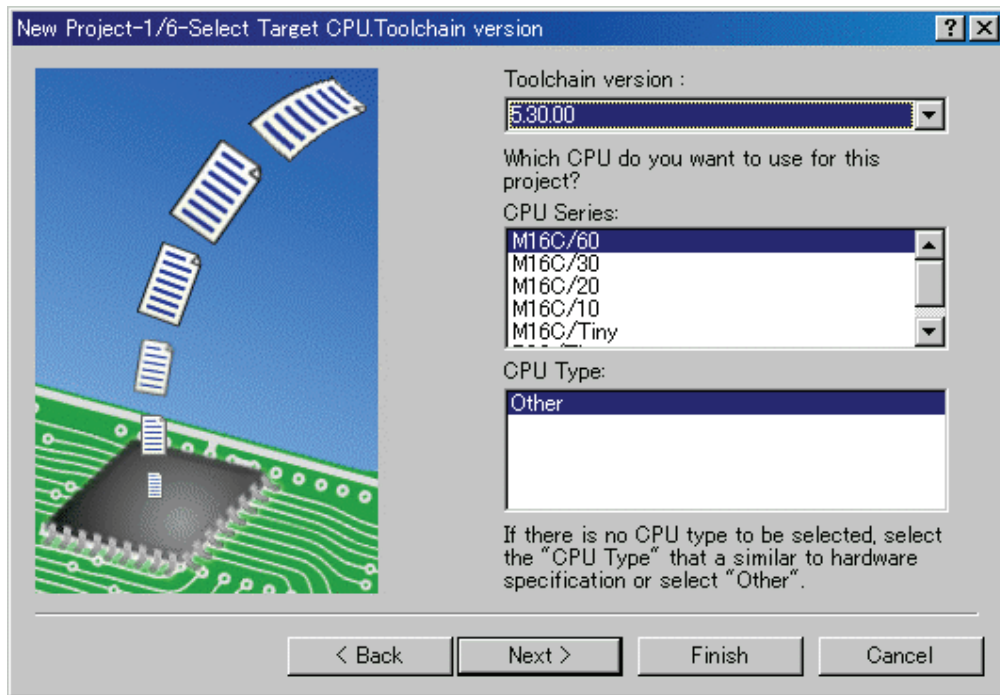 New Project-1/6-Select Target CPU.Toolchain version
Toolchain version :
5.30.00
Which CPU do you want to use for this
project?
CPU Series:
M16C/60
M16C/30
M16C/20
M16C/10
M16C/Tiny
CPU Type:
Other
If there is no CPU type to be selected, select
the "CPU Type" that a similar to hardware
specification or select "Other".
< Back
Next >
Finish
Cancel